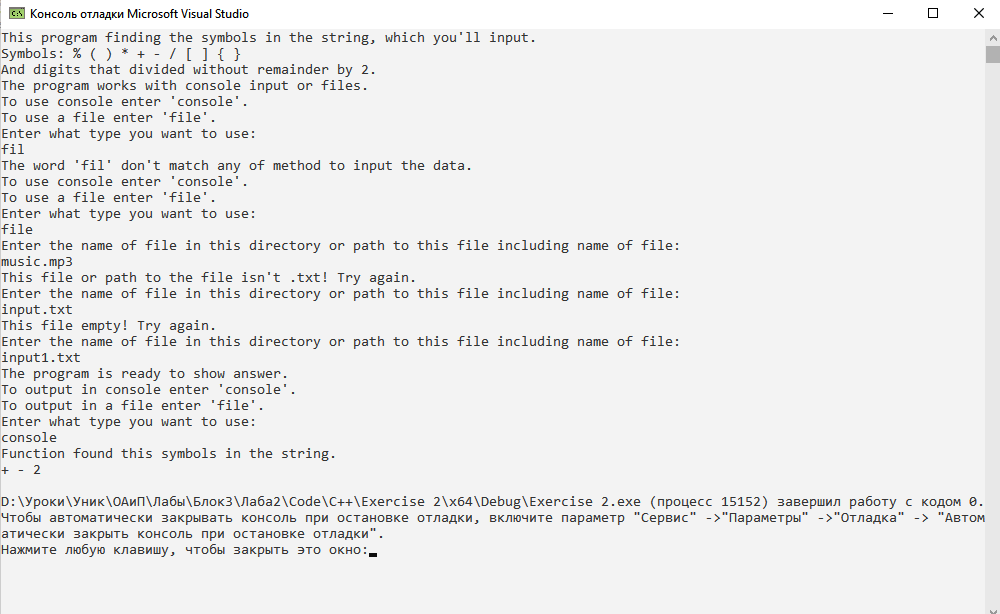 Консоль отладки Microsoft Visual Studio
This program finding the symbols in the string, which you'll input.
Symbols: % ( ) * + - / [ ] { }
And digits that divided without remainder by 2.
The program works with console input or files.
To use console enter 'console'.
To use a file enter 'file'.
Enter what type you want to use:
fil
The word 'fil' don't match any of method to input the data.
To use console enter 'console'.
To use a file enter 'file'.
Enter what type you want to use:
file
Enter the name of file in this directory or path to this file including name of file:
music.mp3
This file or path to the file isn't .txt! Try again.
Enter the name of file in this directory or path to this file including name of file:
input.txt
This file empty! Try again.
Enter the name of file in this directory or path to this file including name of file:
input1.txt
The program is ready to show answer.
To output in console enter 'console'.
To output in a file enter 'file'.
Enter what type you want to use:
console
Function found this symbols in the string.
+ - 2
D:\Уроки\Уник\ОАиП\Лабы\Блок3\Лаба2\Code\C++\Exercise 2\x64\Debug\Exercise 2.exe (процесс 15152) завершил работу с кодом 0.
Чтобы автоматически закрывать консоль при остановке отладки, включите параметр "Сервис" ->"Параметры" ->"Отладка" -> "Автом
атически закрыть консоль при остановке отладки".
Нажмите любую клавишу, чтобы закрыть это окно: